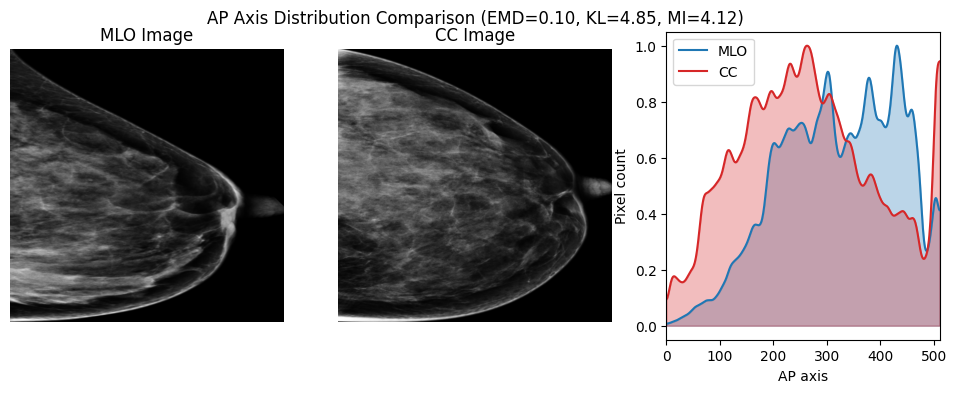 AP Axis Distribution Comparison (EMD=0.10, KL=4.85, MI=4.12)
MLO Image
CC Image
MLO
CC
Pixel count
1.0
0.8
0.6
0.4
0.2
0.0
0 100 200 300 400 500
AP axis